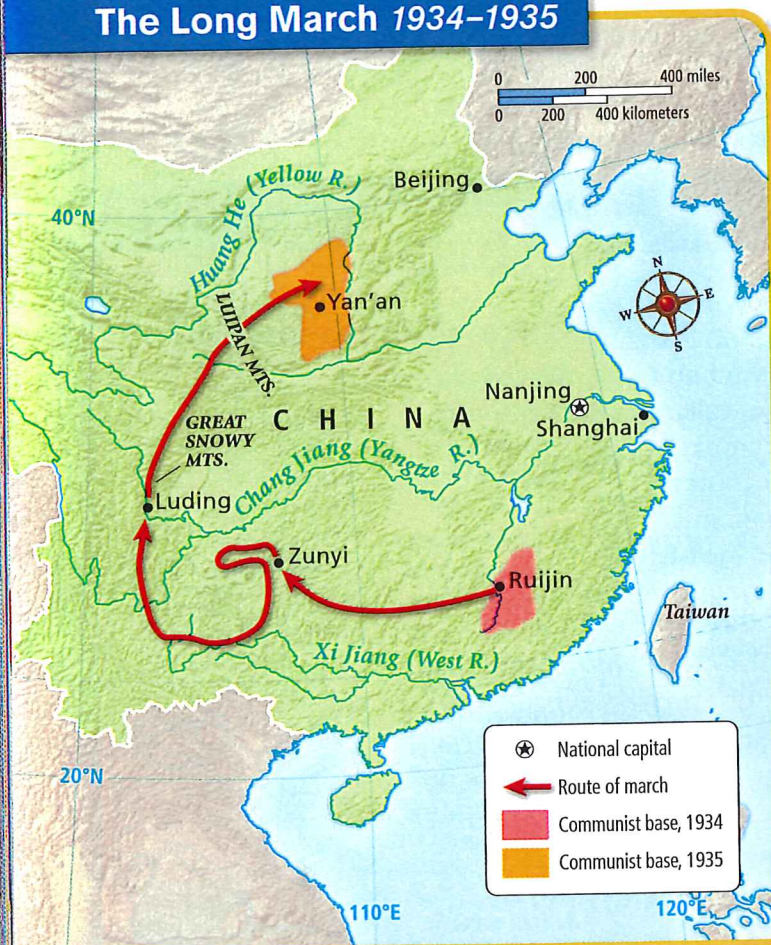 The Long March 1934–1935
0 200 400 miles
0 200 400 kilometers
Huang He (Yellow R.)
Beijing
40°N
N
W E
S
Yan'an
LUIPAN MTS.
Nanjing
CHINA
Shanghai
GREAT
SNOWY
MTS.
Chang Jiang (Yangtze R.)
Luding
Zunyi
Ruijin
Taiwan
Xi Jiang (West R.)
National capital
20°N
Route of march
Communist base, 1934
Communist base, 1935
110°E
120°E